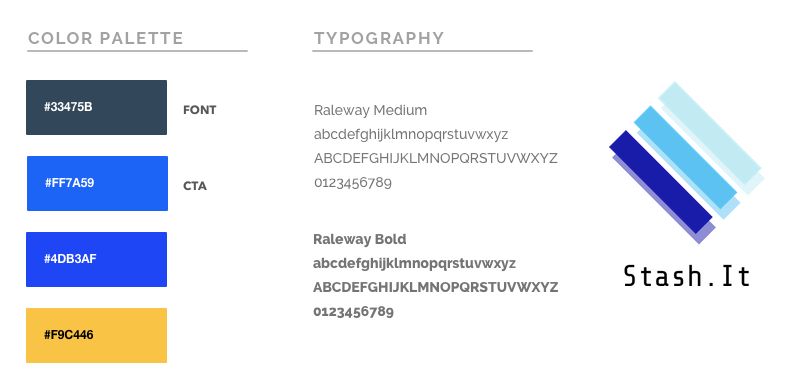 COLOR PALETTE
#33475B
FONT
#FF7A59
CTA
#4DB3AF
#F9C446
TYPOGRAPHY
Raleway Medium
abcdefghijklmnopqrstuvwxyz
ABCDEFGHIJKLMNOPQRSTUVWXYZ
0123456789
Raleway Bold
abcdefghijklmnopqrstuvwxyz
ABCDEFGHIJKLMNOPQRSTUVWXYZ
0123456789
Stash.It